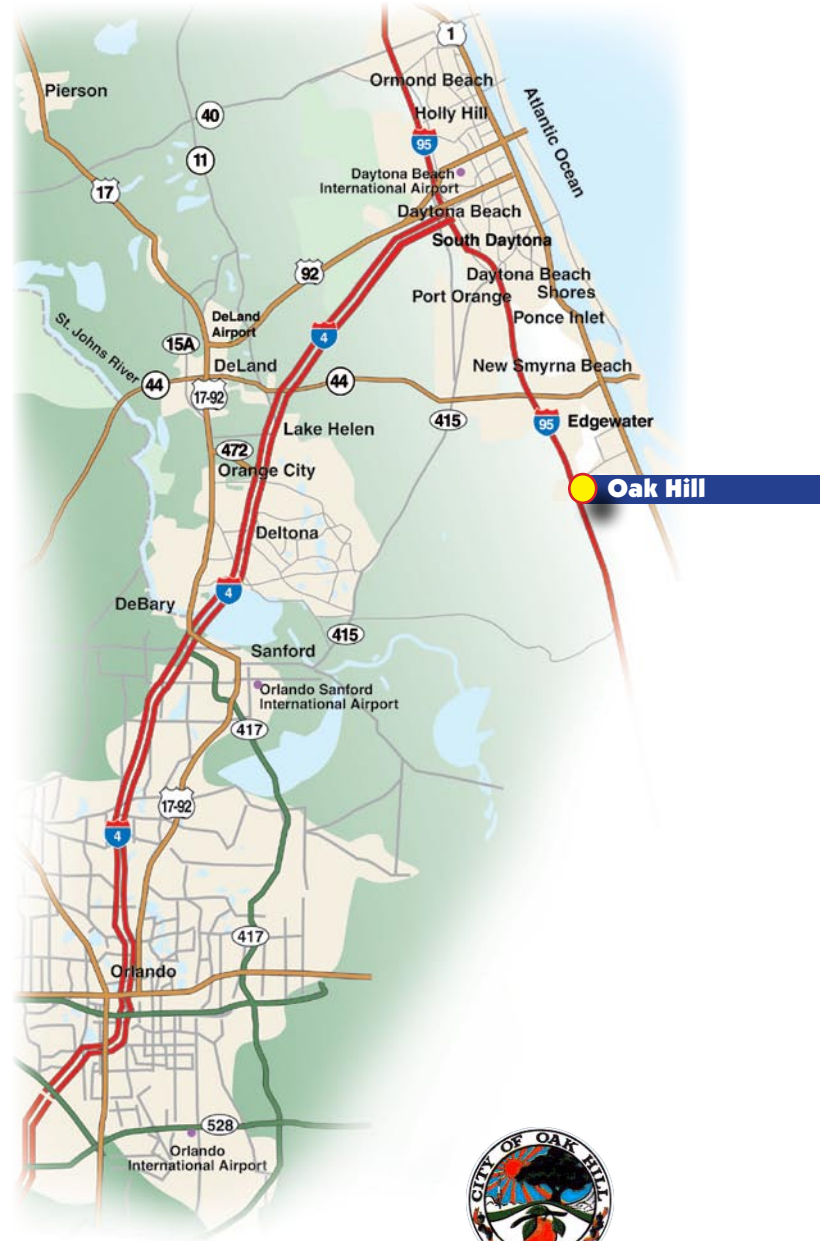 1
Ormond Beach
Pierson
Holly Hill
Atlantic Ocean
40
95
11
Daytona Beach
International Airport
17
Daytona Beach
South Daytona
92
Daytona Beach
Shores
Port Orange
Ponce Inlet
DeLand
Airport
St. Johns River
4
15A
DeLand
New Smyrna Beach
44
44
17-92
415
95
Edgewater
Lake Helen
472
Orange City
Oak Hill
Deltona
4
DeBary
415
Sanford
Orlando Sanford
International Airport
417
17-92
4
417
Orlando
528
Orlando
International Airport
CITY OF OAK HILL